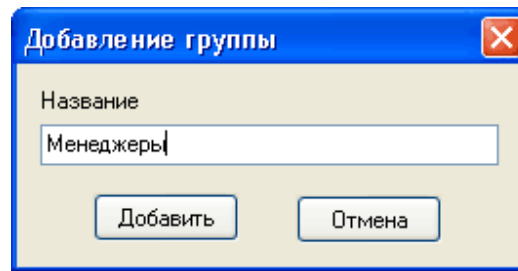 Добавление группы
Название
Менеджеры
Добавить Отмена